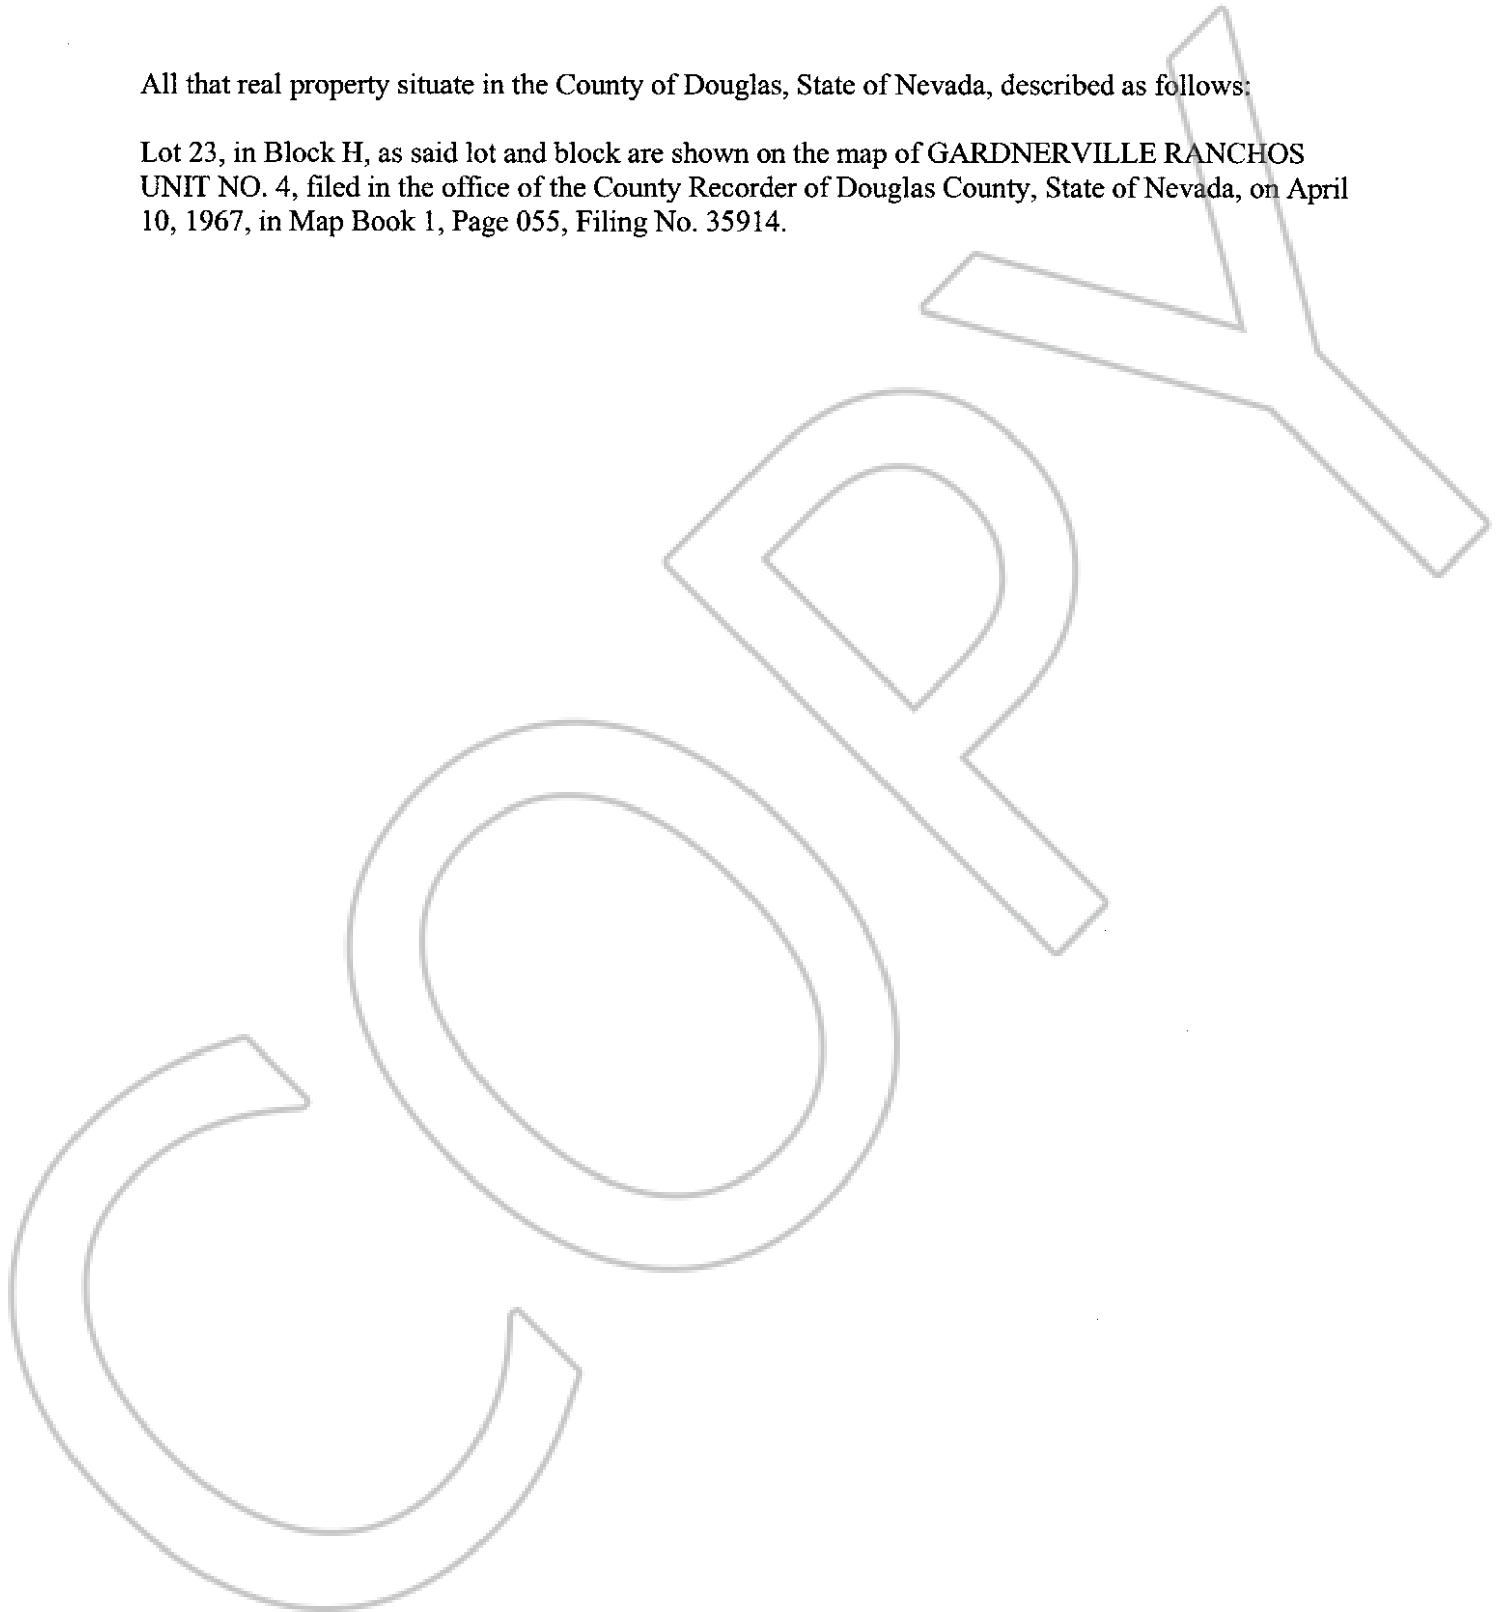 All that real property situate in the County of Douglas, State of Nevada, described as follows:
Lot 23, in Block H, as said lot and block are shown on the map of GARDNERVILLE RANCHOS
UNIT NO. 4, filed in the office of the County Recorder of Douglas County, State of Nevada, on April
10, 1967, in Map Book 1, Page 055, Filing No. 35914.
COPY